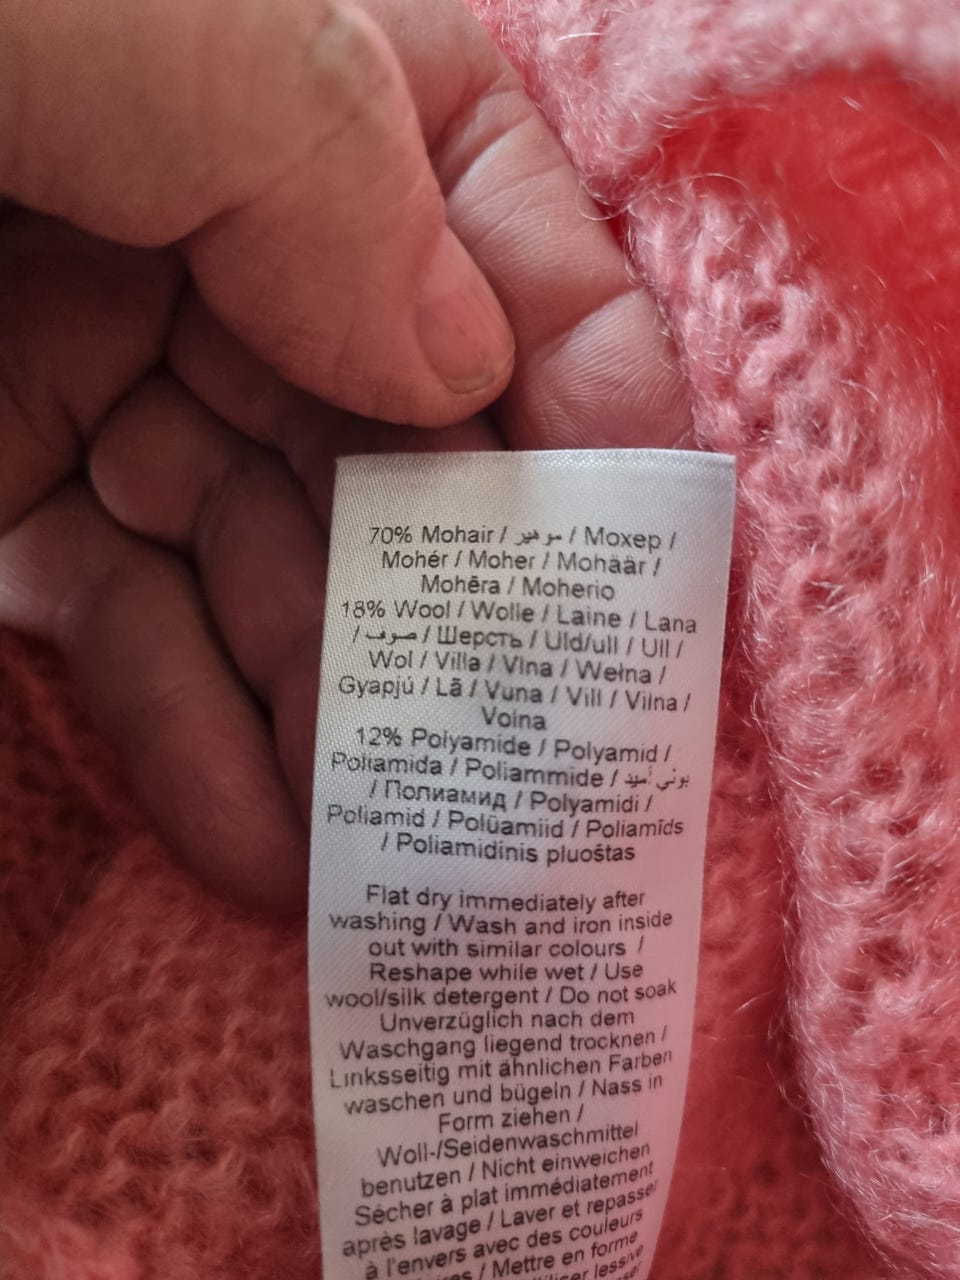 70% Mohair / موهير / Мохер /
Mohér / Moher / Mohäär /
Mohēra / Moherio
18% Wool / Wolle / Laine / Lana
/ صوف / Шерсть / Uld/ull / Ull /
Wol / Villa / Vlna / Wełna /
Gyapjú / Lã / Vuna / Vill / Vilna /
Volna
12% Polyamide / Polyamid /
Poliamida / Poliammide / بولي أميد
/ Полиамид / Polyamidi /
Poliamid / Polüamiid / Poliamīds
/ Poliamidinis pluoštas
Flat dry immediately after
washing / Wash and iron inside
out with similar colours /
Reshape while wet / Use
wool/silk detergent / Do not soak
Unverzüglich nach dem
Waschgang liegend trocknen /
Linksseitig mit ähnlichen Farben
waschen und bügeln / Nass in
Form ziehen /
Woll-/Seidenwaschmittel
benutzen / Nicht einweichen
Sécher à plat immédiatement
après lavage / Laver et repasser
à l'envers avec des couleurs
/ Mettre en forme
lessive